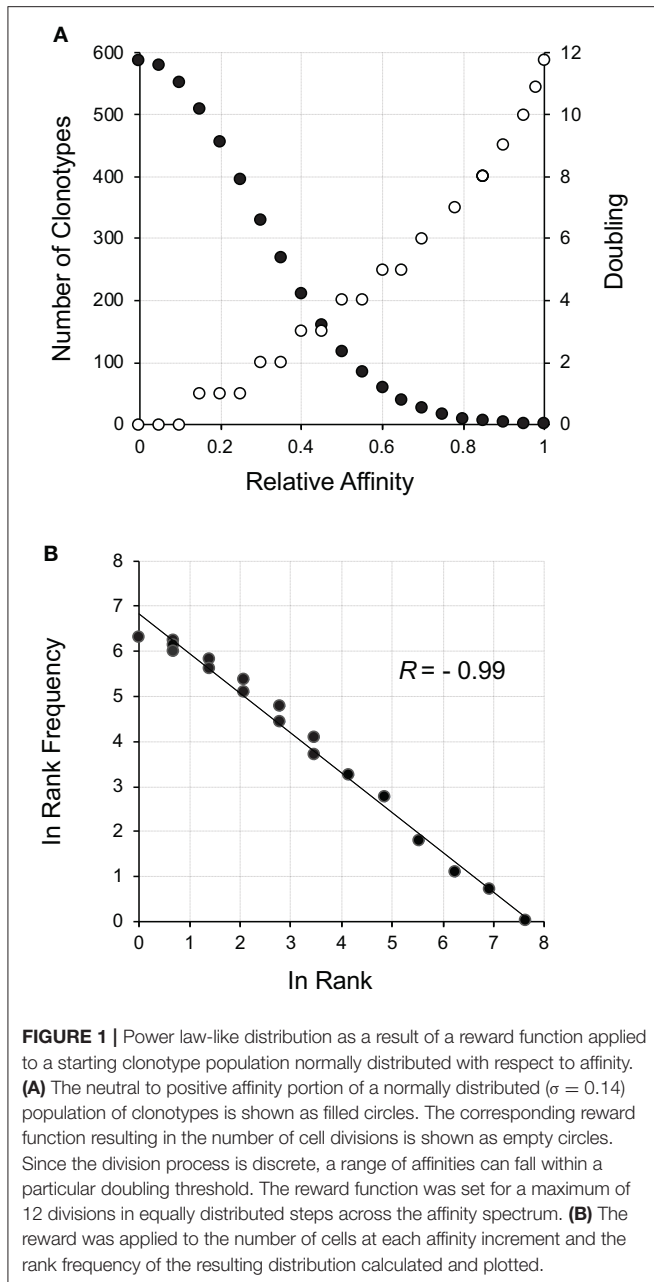 A
600
500
400
300
200
100
0
Number of Clonotypes
12
10
8
6
4
2
0
Doubling
0 0.2 0.4 0.6 0.8 1
Relative Affinity
B
8
7
6
5
4
3
2
1
0
ln Rank Frequency
R = - 0.99
0 1 2 3 4 5 6 7 8
ln Rank
FIGURE 1 | Power law-like distribution as a result of a reward function applied
to a starting clonotype population normally distributed with respect to affinity.
(A) The neutral to positive affinity portion of a normally distributed (σ = 0.14)
population of clonotypes is shown as filled circles. The corresponding reward
function resulting in the number of cell divisions is shown as empty circles.
Since the division process is discrete, a range of affinities can fall within a
particular doubling threshold. The reward function was set for a maximum of
12 divisions in equally distributed steps across the affinity spectrum. (B) The
reward was applied to the number of cells at each affinity increment and the
rank frequency of the resulting distribution calculated and plotted.